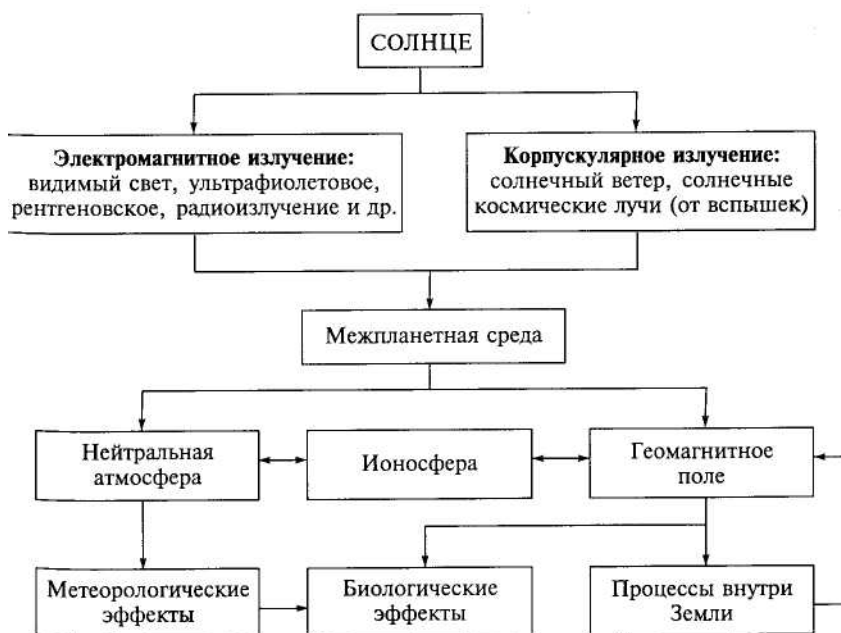 СОЛНЦЕ
Электромагнитное излучение:
видимый свет, ультрафиолетовое,
рентгеновское, радиоизлучение и др.
Корпускулярное излучение:
солнечный ветер, солнечные
космические лучи (от вспышек)
Межпланетная среда
Нейтральная
атмосфера
Ионосфера
Геомагнитное
поле
Метеорологические
эффекты
Биологические
эффекты
Процессы внутри
Земли